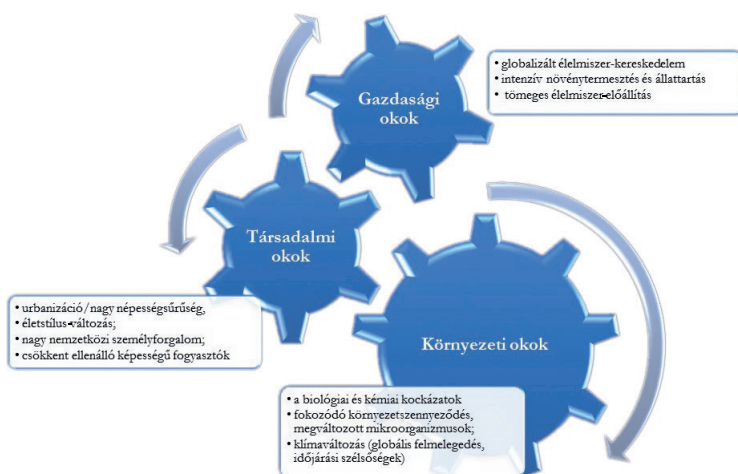 Gazdasági
okok
• globalizált élelmiszer-kereskedelem
• intenzív növénytermesztés és állattartás
• tömeges élelmiszer-előállítás
Társadalmi
okok
• urbanizáció/nagy népességsűrűség,
• életstílus-változás;
• nagy nemzetközi személyforgalom;
• csökkent ellenálló képességű fogyasztók
Környezeti okok
• a biológiai és kémiai kockázatok
• fokozódó környezetszennyeződés,
megváltozott mikroorganizmusok;
• klímaváltozás (globális felmelegedés,
időjárási szélsőségek)